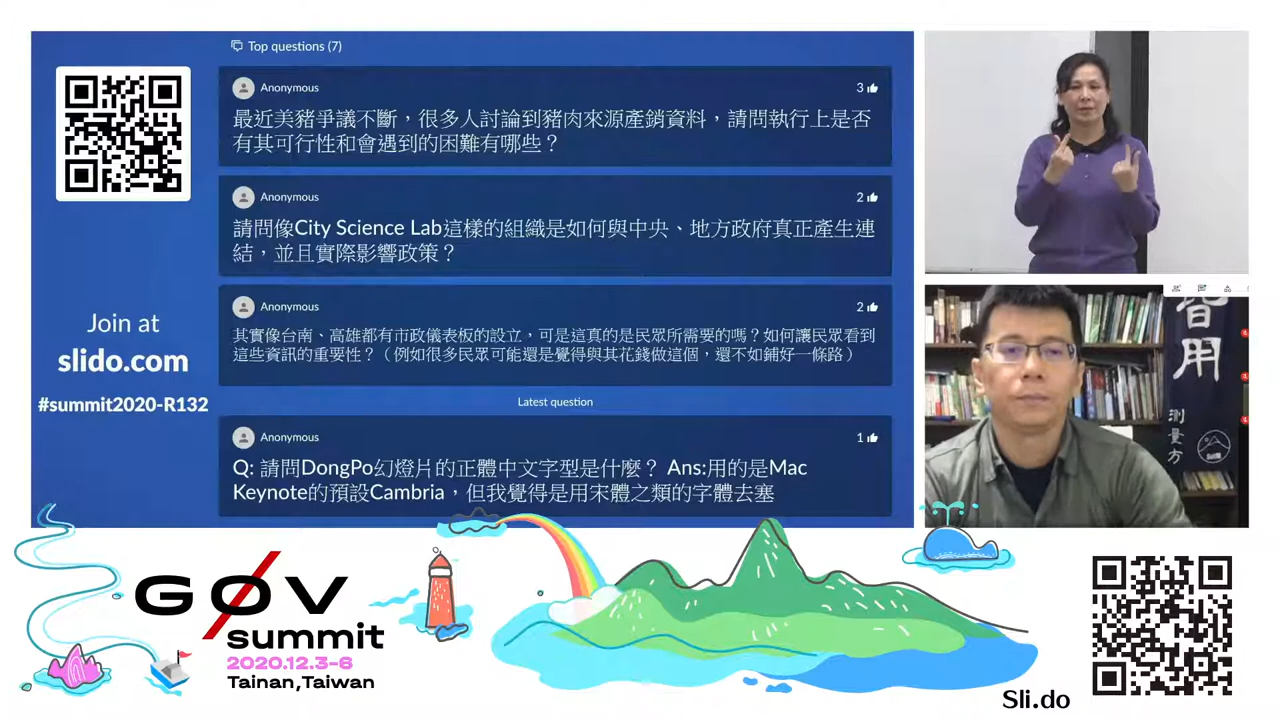 Top questions (7)
Anonymous
3
最近美豬爭議不斷，很多人討論到豬肉來源產銷資料，請問執行上是否
有其可行性和會遇到的困難有哪些？
Anonymous
2
請問像City Science Lab這樣的組織是如何與中央、地方政府真正產生連
結，並且實際影響政策？
Anonymous
2
其實像台南、高雄都有市政儀表板的設立，可是這真的是民眾所需要的嗎？如何讓民眾看到
這些資訊的重要性？（例如很多民眾可能還是覺得與其花錢做這個，還不如鋪好一條路）
Latest question
Anonymous
1
Q: 請問DongPo幻燈片的正體中文字型是什麼？ Ans:用的是Mac
Keynote的預設Cambria，但我覺得是用宋體之類的字體去塞
Join at
slido.com
#summit2020-R132
用
測量方
GØV
summit
2020.12.3-6
Tainan,Taiwan
Sli.do